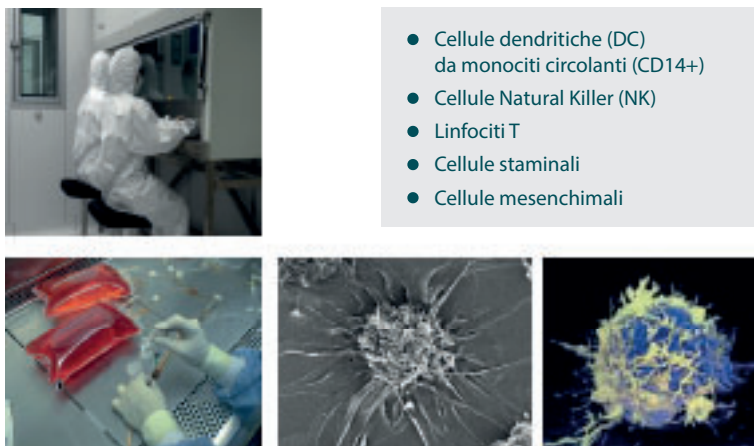 ● Cellule dendritiche (DC)
da monociti circolanti (CD14+)
● Cellule Natural Killer (NK)
● Linfociti T
● Cellule staminali
● Cellule mesenchimali